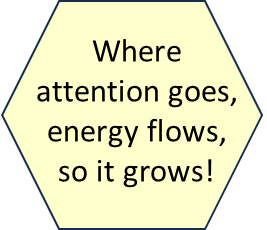 Where
attention goes,
energy flows,
so it grows!